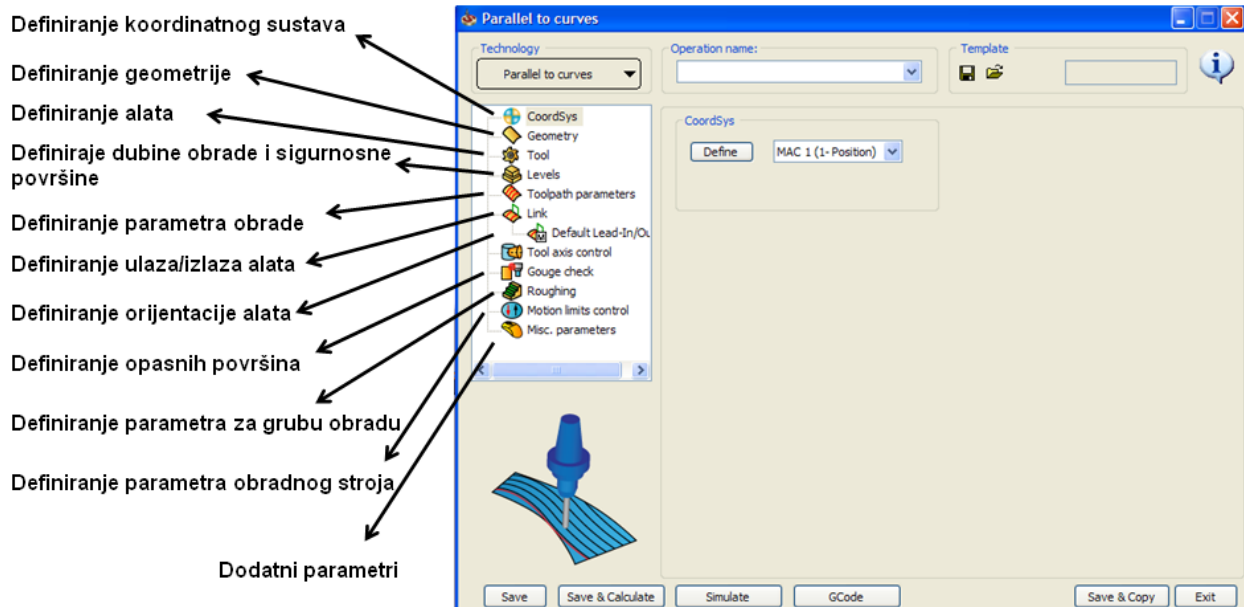 Definiranje koordinatnog sustava
Definiranje geometrije
Definiranje alata
Definiraje dubine obrade i sigurnosne
površine
Definiranje parametra obrade
Definiranje ulaza/izlaza alata
Definiranje orijentacije alata
Definiranje opasnih površina
Definiranje parametra za grubu obradu
Definiranje parametra obradnog stroja
Dodatni parametri
Parallel to curves
Technology
Parallel to curves
Operation name:
Template
CoordSys
Geometry
Tool
Levels
Toolpath parameters
Link
Default Lead-In/Ou
Tool axis control
Gouge check
Roughing
Motion limits control
Misc. parameters
CoordSys
Define
MAC 1 (1- Position)
Save
Save & Calculate
Simulate
GCode
Save & Copy
Exit